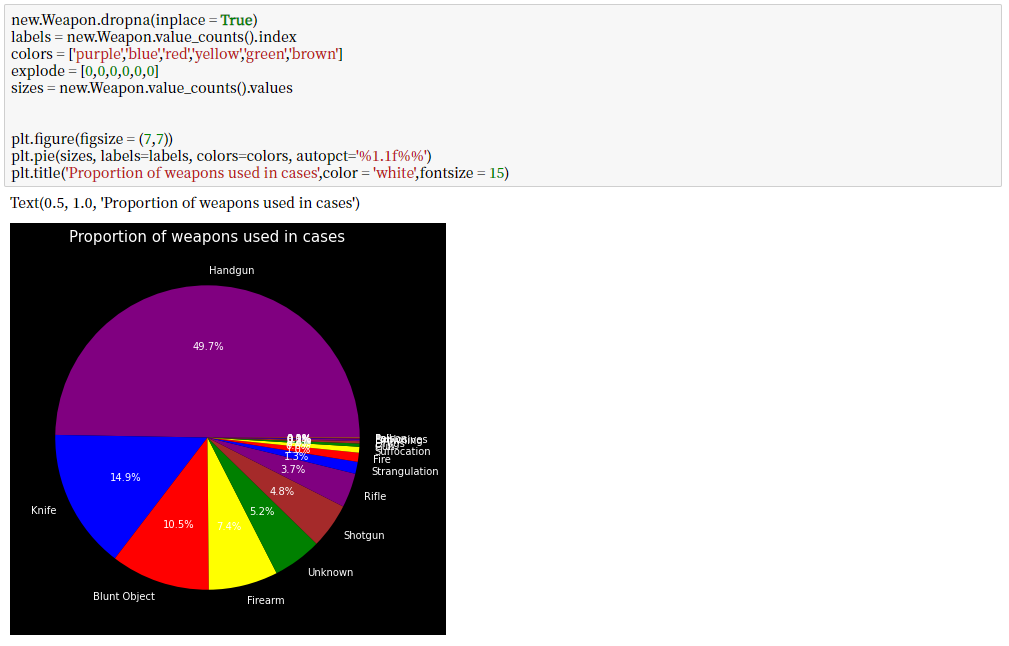 new.Weapon.dropna(inplace = True)
labels = new.Weapon.value_counts().index
colors = ['purple','blue','red','yellow','green','brown']
explode = [0,0,0,0,0,0]
sizes = new.Weapon.value_counts().values
plt.figure(figsize = (7,7))
plt.pie(sizes, labels=labels, colors=colors, autopct='%1.1f%%')
plt.title('Proportion of weapons used in cases',color = 'white',fontsize = 15)
Text(0.5, 1.0, 'Proportion of weapons used in cases')
Proportion of weapons used in cases
Handgun
49.7%
Suffocation
Fire
1.3%
Strangulation
3.7%
Rifle
14.9%
4.8%
Knife
5.2%
10.5%
7.4%
Shotgun
Unknown
Blunt Object
Firearm